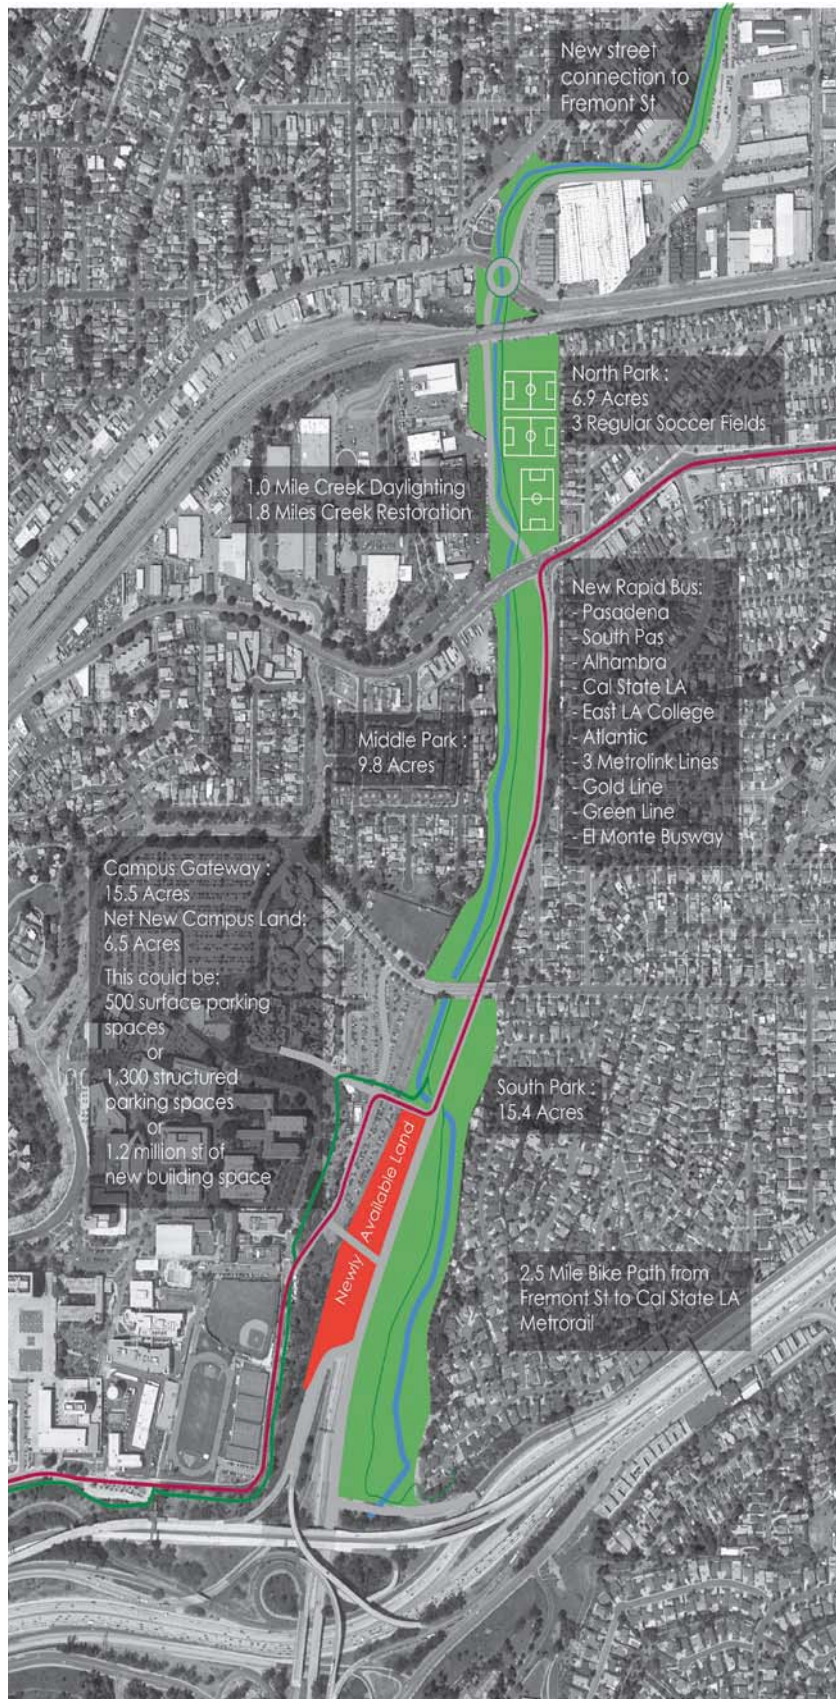 New street
connection to
Fremont St
North Park :
6.9 Acres
3 Regular Soccer Fields
1.0 Mile Creek Daylighting
1.8 Miles Creek Restoration
New Rapid Bus:
- Pasadena
- South Pas
- Alhambra
- Cal State LA
- East LA College
- Atlantic
- 3 Metrolink Lines
- Gold Line
- Green Line
- El Monte Busway
Middle Park :
9.8 Acres
Campus Gateway :
15.5 Acres
Net New Campus Land:
6.5 Acres
This could be:
500 surface parking
spaces
or
1,300 structured
parking spaces
or
1.2 million sf of
new building space
South Park :
15.4 Acres
Newly Available Land
2.5 Mile Bike Path from
Fremont St to Cal State LA
Metrorail